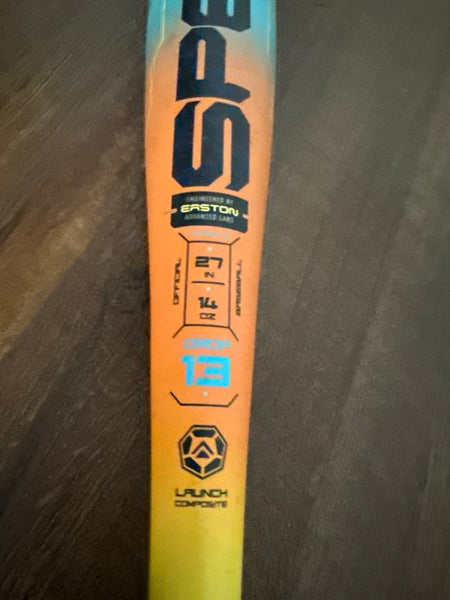 SPE
ENGINEERED BY
EASTON
ADVANCED LABS
OFFICIAL
27
IN
14
OZ
BASEBALL
DROP
13
LAUNCH
COMPOSITE